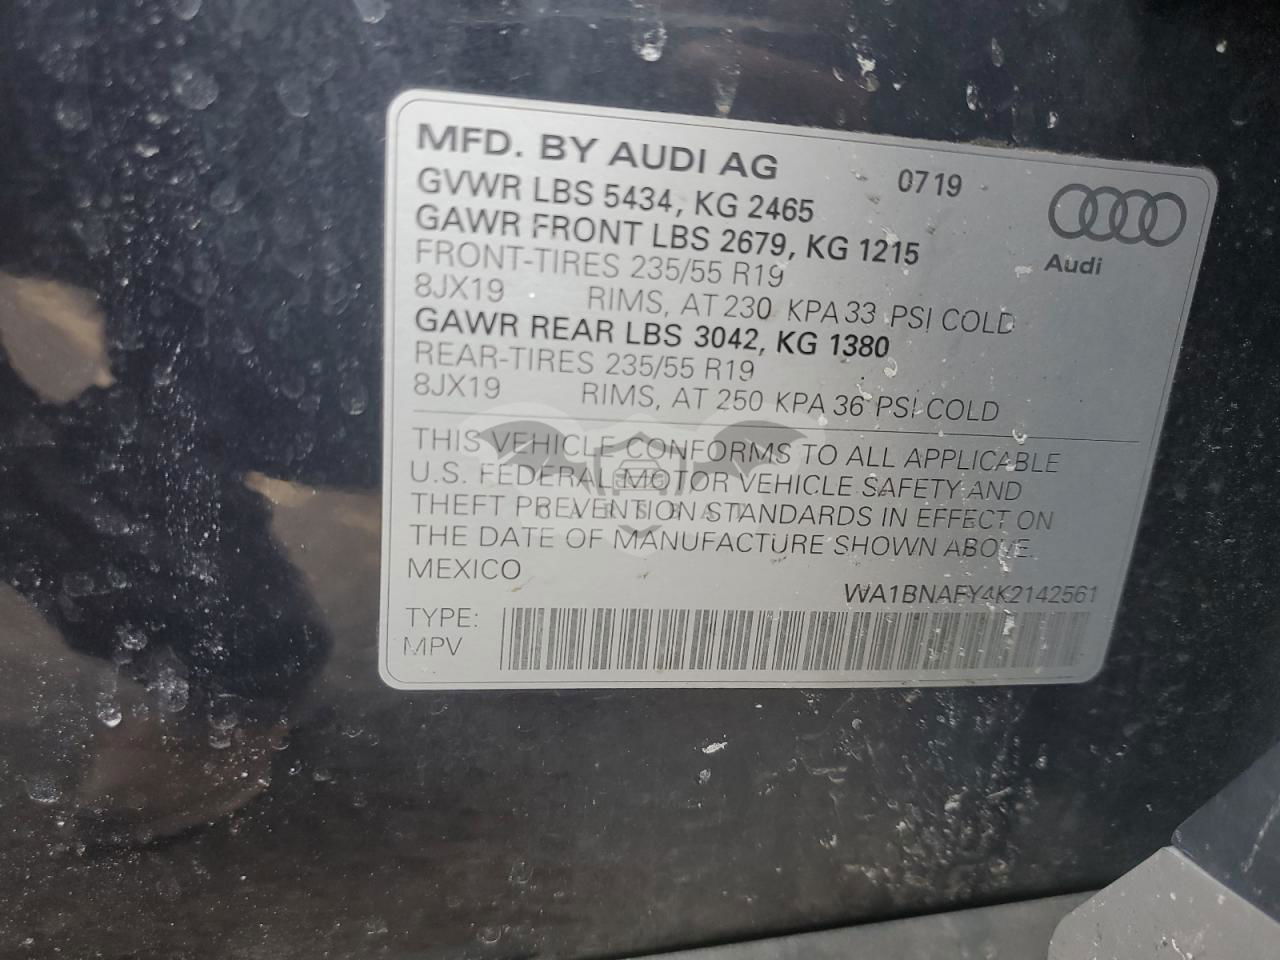 MFD. BY AUDI AG 0719
GVWR LBS 5434, KG 2465
GAWR FRONT LBS 2679, KG 1215
Audi
FRONT-TIRES 235/55 R19
8JX19 RIMS, AT 230 KPA 33 PSI COLD
GAWR REAR LBS 3042, KG 1380
REAR-TIRES 235/55 R19
8JX19 RIMS, AT 250 KPA 36 PSI COLD
THIS VEHICLE CONFORMS TO ALL APPLICABLE
U.S. FEDERAL MOTOR VEHICLE SAFETY AND
THEFT PREVENTION STANDARDS IN EFFECT ON
THE DATE OF MANUFACTURE SHOWN ABOVE.
MEXICO WA1BNAFY4K2142561
TYPE:
MPV